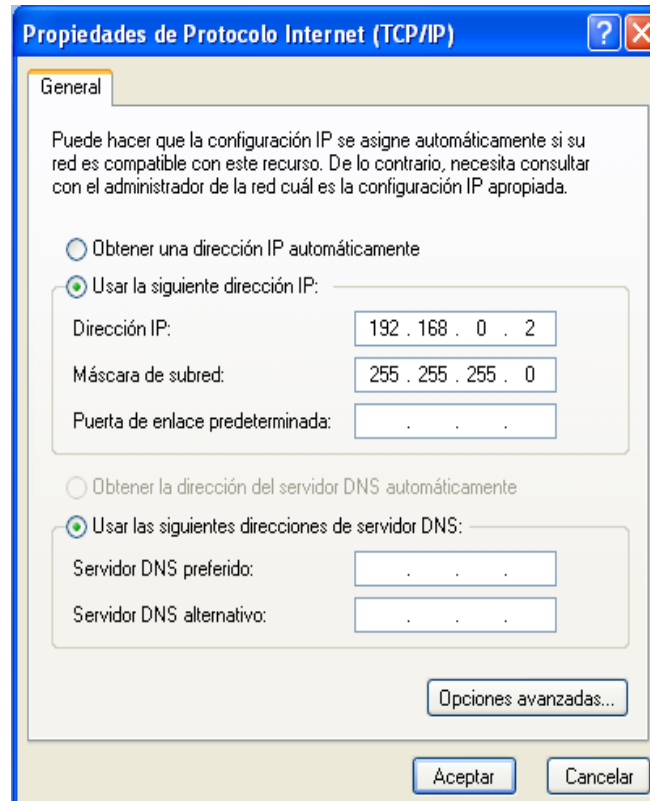 Propiedades de Protocolo Internet (TCP/IP)
General
Puede hacer que la configuración IP se asigne automáticamente si su
red es compatible con este recurso. De lo contrario, necesita consultar
con el administrador de la red cuál es la configuración IP apropiada.
Obtener una dirección IP automáticamente
Usar la siguiente dirección IP:
Dirección IP: 192 . 168 . 0 . 2
Máscara de subred: 255 . 255 . 255 . 0
Puerta de enlace predeterminada: . . .
Obtener la dirección del servidor DNS automáticamente
Usar las siguientes direcciones de servidor DNS:
Servidor DNS preferido: . . .
Servidor DNS alternativo: . . .
Opciones avanzadas...
Aceptar Cancelar